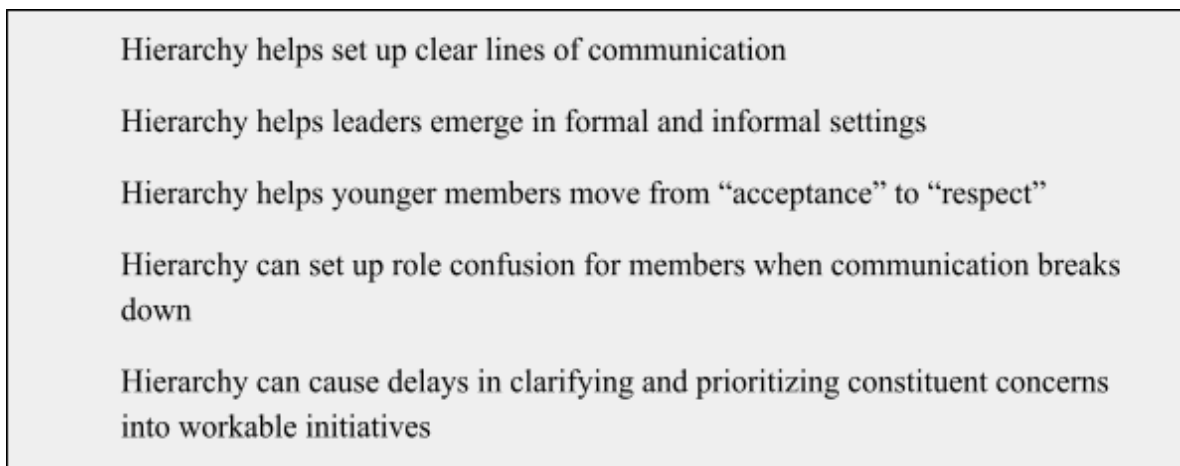 Hierarchy helps set up clear lines of communication
Hierarchy helps leaders emerge in formal and informal settings
Hierarchy helps younger members move from “acceptance” to “respect”
Hierarchy can set up role confusion for members when communication breaks
down
Hierarchy can cause delays in clarifying and prioritizing constituent concerns
into workable initiatives